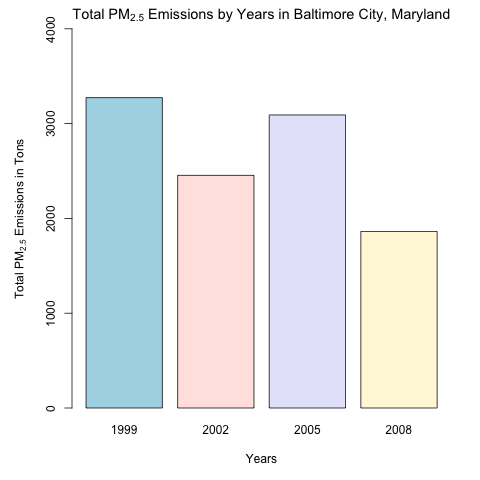 Total PM2.5 Emissions by Years in Baltimore City, Maryland
Total PM2.5 Emissions in Tons
4000
3000
2000
1000
0
1999 2002 2005 2008
Years